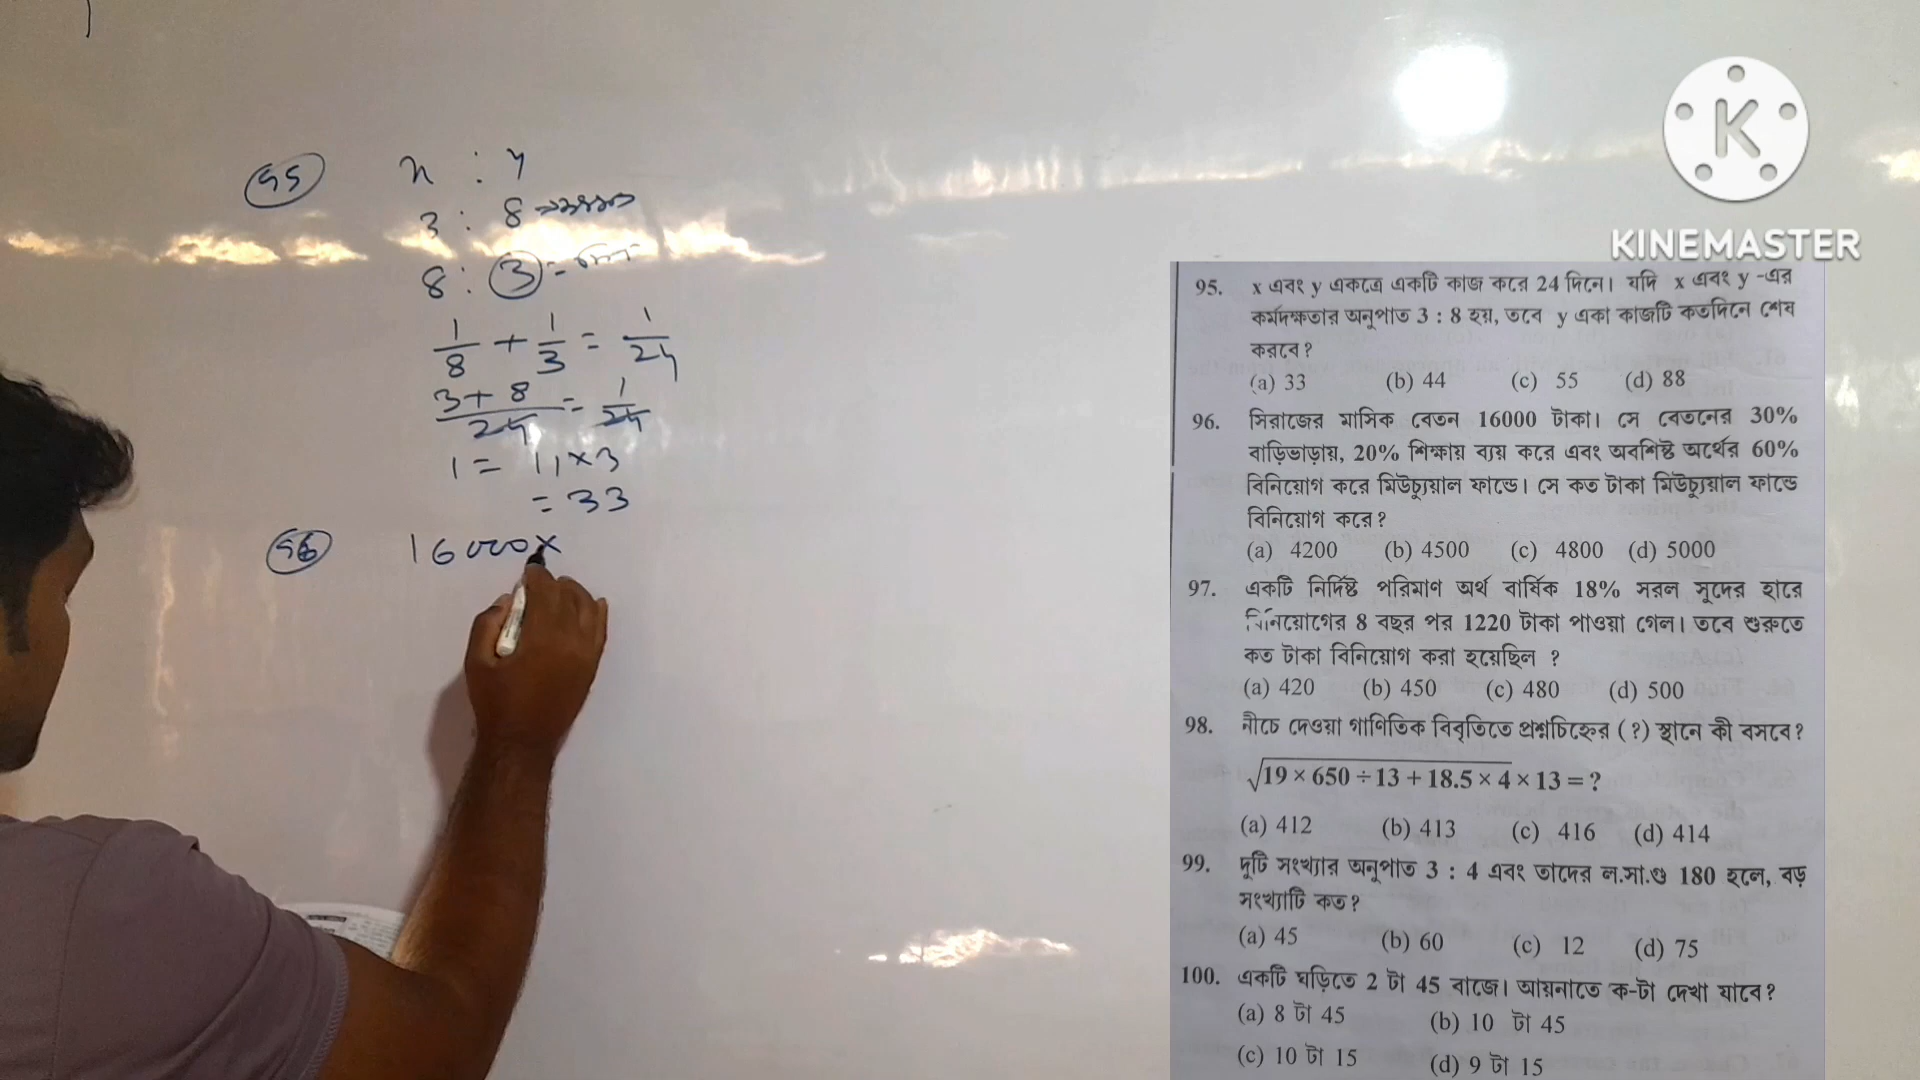 95 x : y
3 : 8
8 : 3 =
1/8 + 1/3 = 1/24
3+8/24 = 1/24
1 = 11×3
= 33
96 16000×
KINEMASTER
95. x এবং y একত্রে একটি কাজ করে 24 দিনে। যদি x এবং y -এর
কর্মদক্ষতার অনুপাত 3 : 8 হয়, তবে y একা কাজটি কতদিনে শেষ
করবে?
(a) 33 (b) 44 (c) 55 (d) 88
96. সিরাজের মাসিক বেতন 16000 টাকা। সে বেতনের 30%
বাড়িভাড়ায়, 20% শিক্ষায় ব্যয় করে এবং অবশিষ্ট অর্থের 60%
বিনিয়োগ করে মিউচ্যুয়াল ফান্ডে। সে কত টাকা মিউচ্যুয়াল ফান্ডে
বিনিয়োগ করে?
(a) 4200 (b) 4500 (c) 4800 (d) 5000
97. একটি নির্দিষ্ট পরিমাণ অর্থ বার্ষিক 18% সরল সুদের হারে
বিনিয়োগের 8 বছর পর 1220 টাকা পাওয়া গেল। তবে শুরুতে
কত টাকা বিনিয়োগ করা হয়েছিল ?
(a) 420 (b) 450 (c) 480 (d) 500
98. নীচে দেওয়া গাণিতিক বিবৃতিতে প্রশ্নচিহ্নের (?) স্থানে কী বসবে?
√19 × 650 ÷ 13 + 18.5 × 4 × 13 = ?
(a) 412 (b) 413 (c) 416 (d) 414
99. দুটি সংখ্যার অনুপাত 3 : 4 এবং তাদের ল.সা.গু 180 হলে, বড়
সংখ্যাটি কত?
(a) 45 (b) 60 (c) 12 (d) 75
100. একটি ঘড়িতে 2 টা 45 বাজে। আয়নাতে ক-টা দেখা যাবে?
(a) 8 টা 45 (b) 10 টা 45
(c) 10 টা 15 (d) 9 টা 15